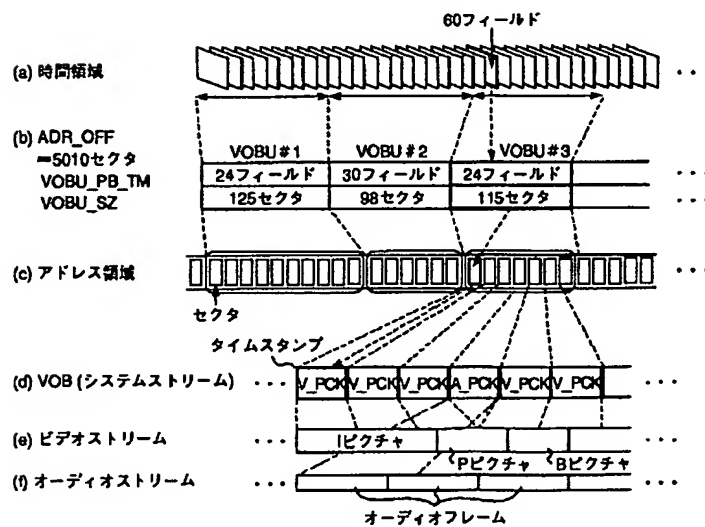 60フィールド
(a) 時間領域
(b) ADR_OFF
=5010セクタ
VOBU_PB_TM
VOBU_SZ
VOBU#1 VOBU#2 VOBU#3
24フィールド 30フィールド 24フィールド
125セクタ 98セクタ 115セクタ
(c) アドレス領域
セクタ
タイムスタンプ
(d) VOB (システムストリーム) V_PCK V_PCK V_PCK A_PCK V_PCK V_PCK
(e) ビデオストリーム Iピクチャ
Pピクチャ Bピクチャ
(f) オーディオストリーム
オーディオフレーム